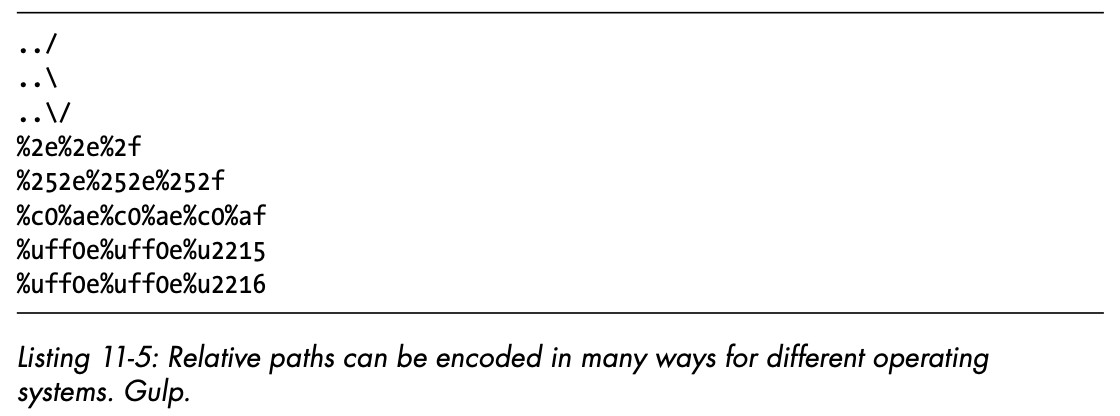 ../
..\
..\/
%2e%2e%2f
%252e%252e%252f
%c0%ae%c0%ae%c0%af
%uff0e%uff0e%u2215
%uff0e%uff0e%u2216
Listing 11-5: Relative paths can be encoded in many ways for different operating
systems. Gulp.